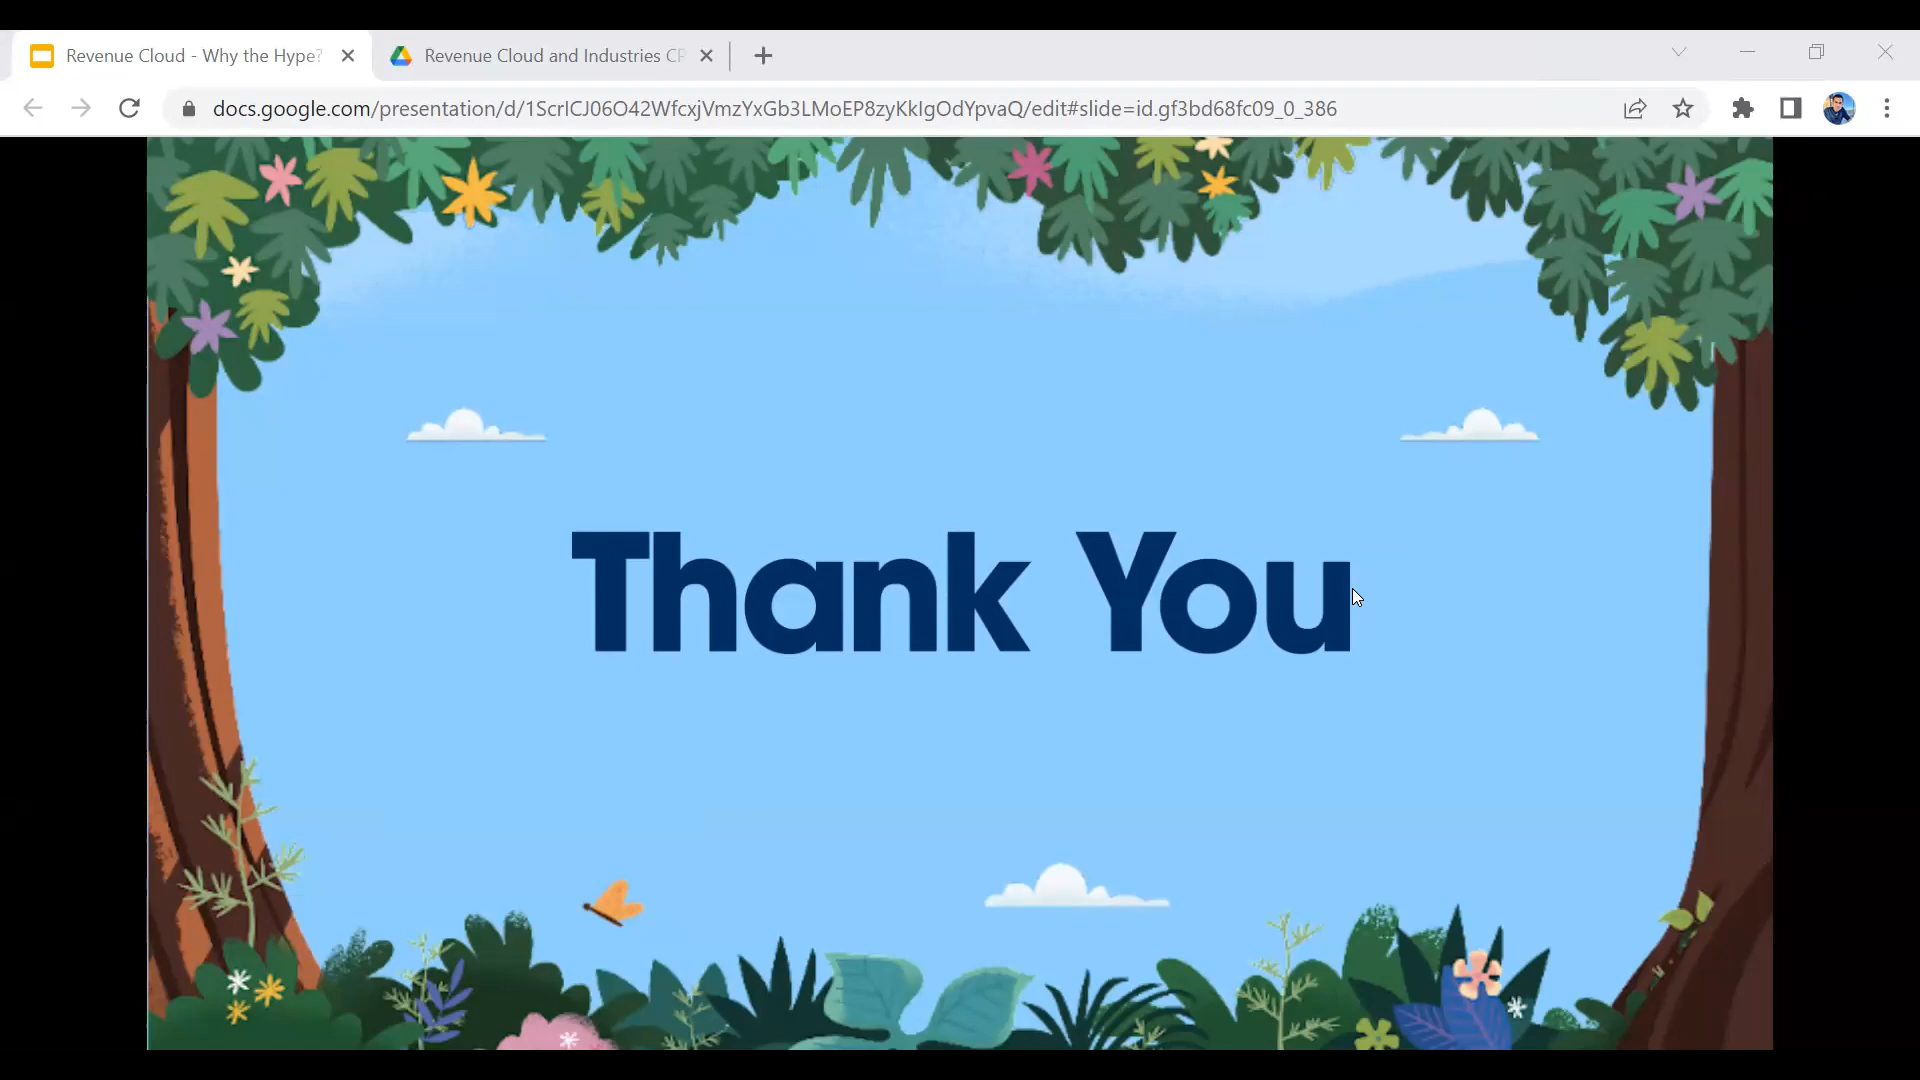 Revenue Cloud - Why the Hype?
Revenue Cloud and Industries CP
docs.google.com/presentation/d/1ScrICJ06O42WfcxjVmzYxGb3LMoEP8zyKkIgOdYpvaQ/edit#slide=id.gf3bd68fc09_0_386
Thank You